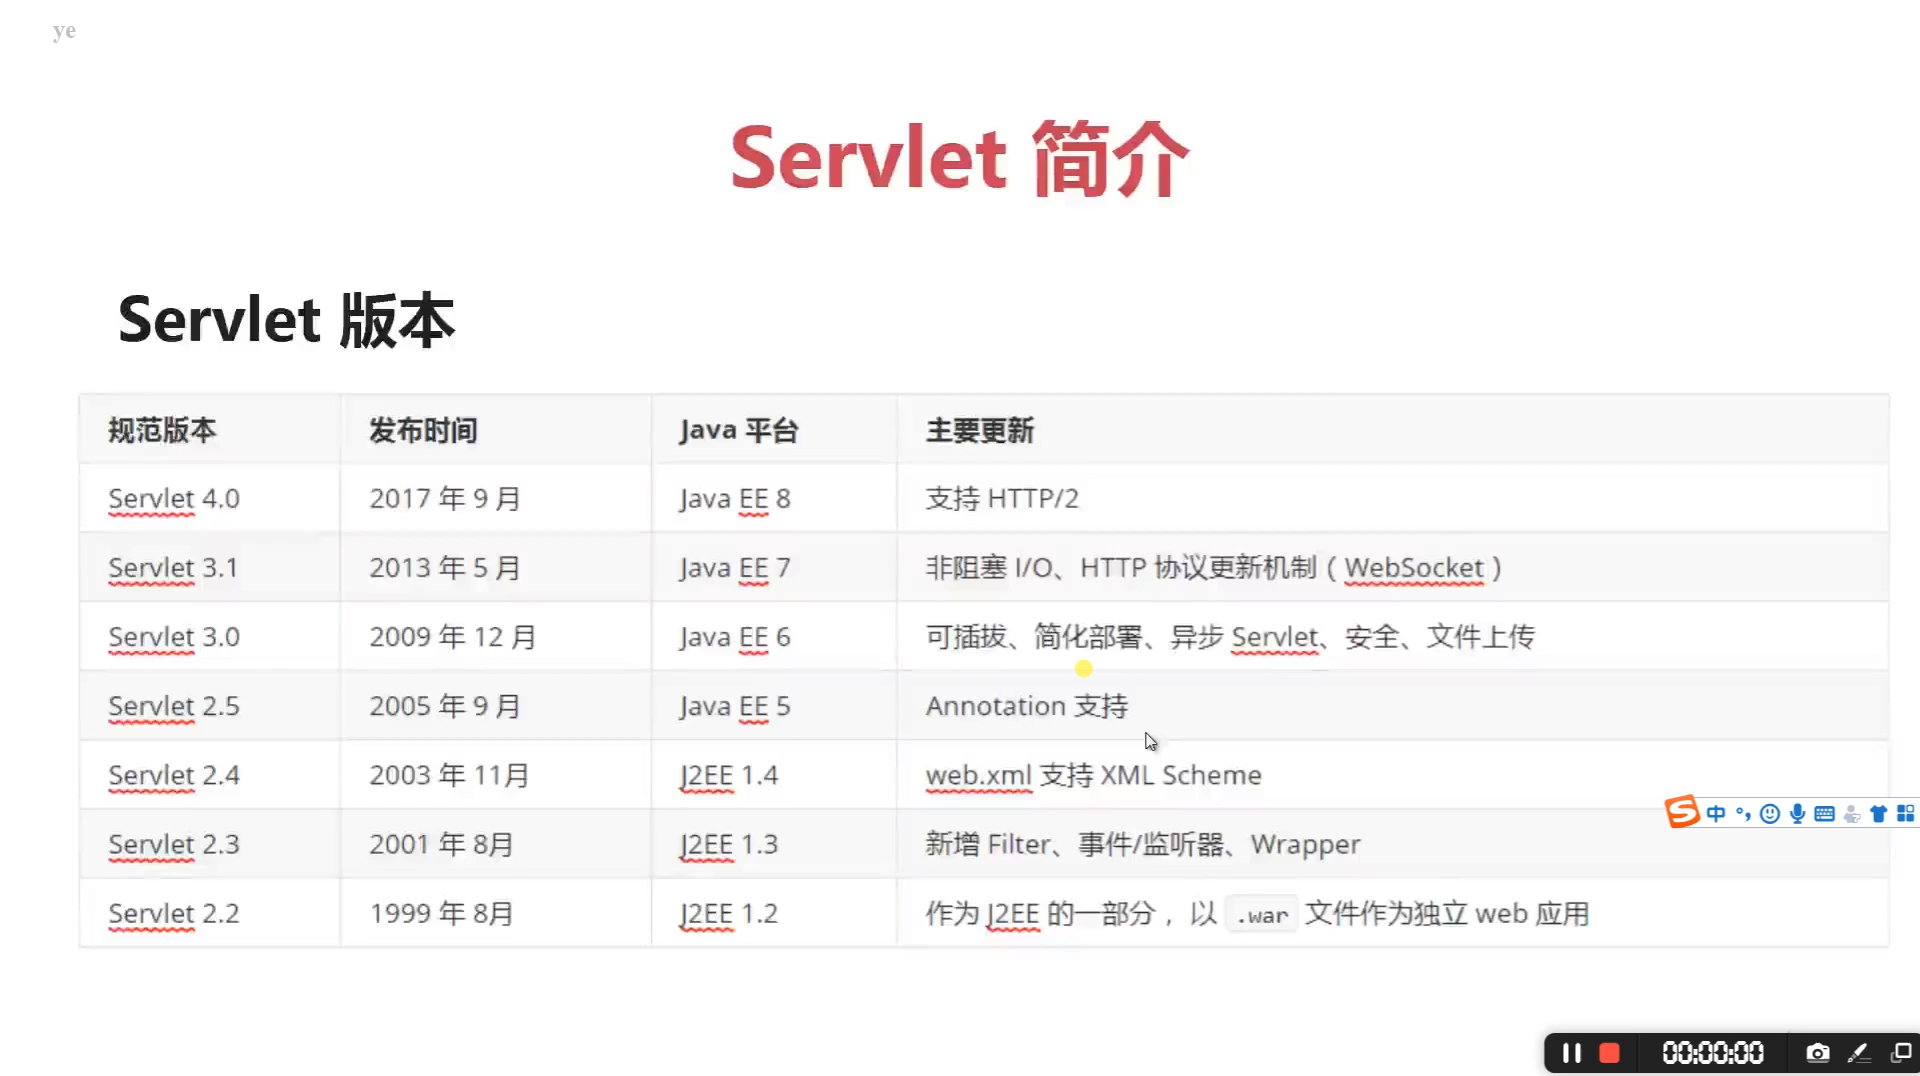 ye
Servlet 简介
Servlet 版本
规范版本 发布时间 Java 平台 主要更新
Servlet 4.0 2017 年 9 月 Java EE 8 支持 HTTP/2
Servlet 3.1 2013 年 5 月 Java EE 7 非阻塞 I/O、HTTP 协议更新机制（WebSocket）
Servlet 3.0 2009 年 12 月 Java EE 6 可插拔、简化部署、异步 Servlet、安全、文件上传
Servlet 2.5 2005 年 9 月 Java EE 5 Annotation 支持
Servlet 2.4 2003 年 11月 J2EE 1.4 web.xml 支持 XML Scheme
Servlet 2.3 2001 年 8月 J2EE 1.3 新增 Filter、事件/监听器、Wrapper
Servlet 2.2 1999 年 8月 J2EE 1.2 作为 J2EE 的一部分，以 .war 文件作为独立 web 应用
S 中 °,
00:00:00